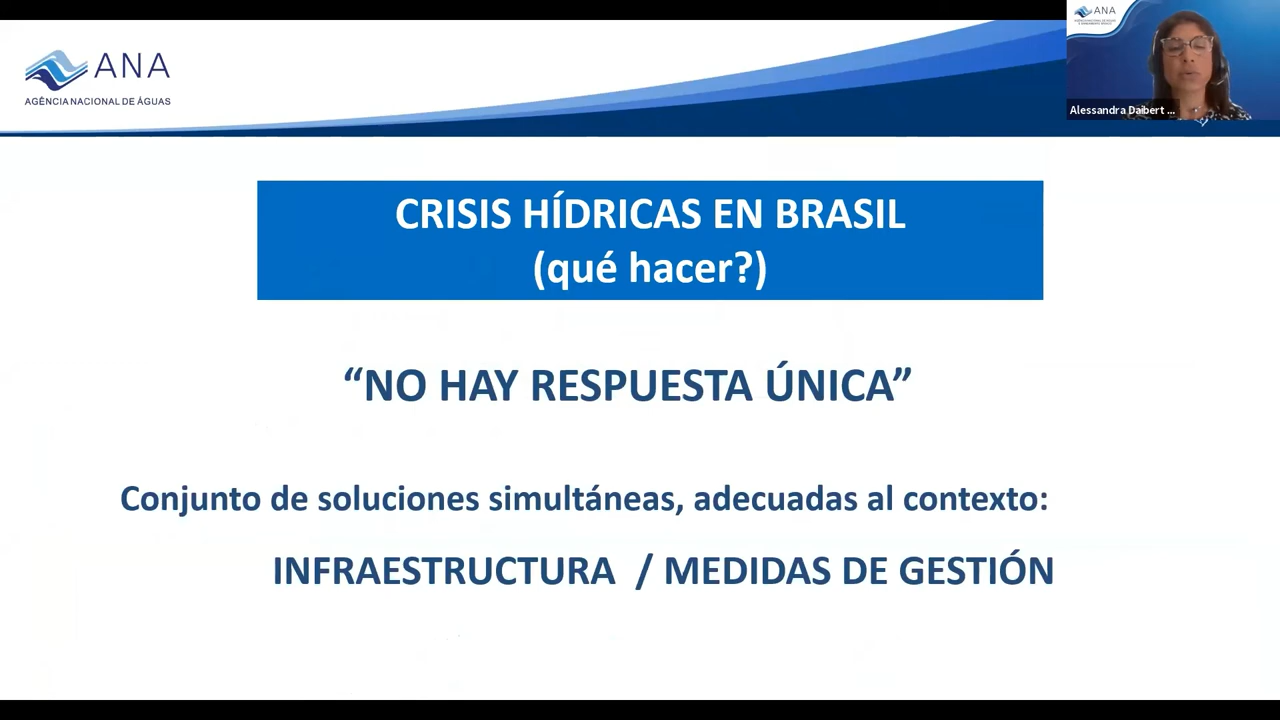 ANA
AGÊNCIA NACIONAL DE ÁGUAS
ANA
Alessandra Daibert ...
CRISIS HÍDRICAS EN BRASIL
(qué hacer?)
“NO HAY RESPUESTA ÚNICA”
Conjunto de soluciones simultáneas, adecuadas al contexto:
INFRAESTRUCTURA / MEDIDAS DE GESTIÓN